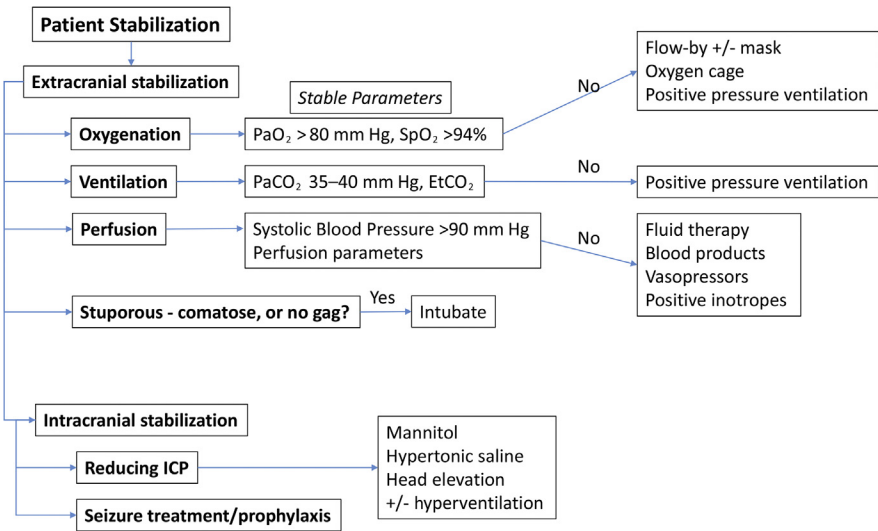 Patient Stabilization
Extracranial stabilization
Stable Parameters
Oxygenation
PaO₂ > 80 mm Hg, SpO₂ >94%
No
Flow-by +/- mask
Oxygen cage
Positive pressure ventilation
Ventilation
PaCO₂ 35–40 mm Hg, EtCO₂
No
Positive pressure ventilation
Perfusion
Systolic Blood Pressure >90 mm Hg
Perfusion parameters
No
Fluid therapy
Blood products
Vasopressors
Positive inotropes
Stuporous - comatose, or no gag?
Yes
Intubate
Intracranial stabilization
Reducing ICP
Mannitol
Hypertonic saline
Head elevation
+/- hyperventilation
Seizure treatment/prophylaxis